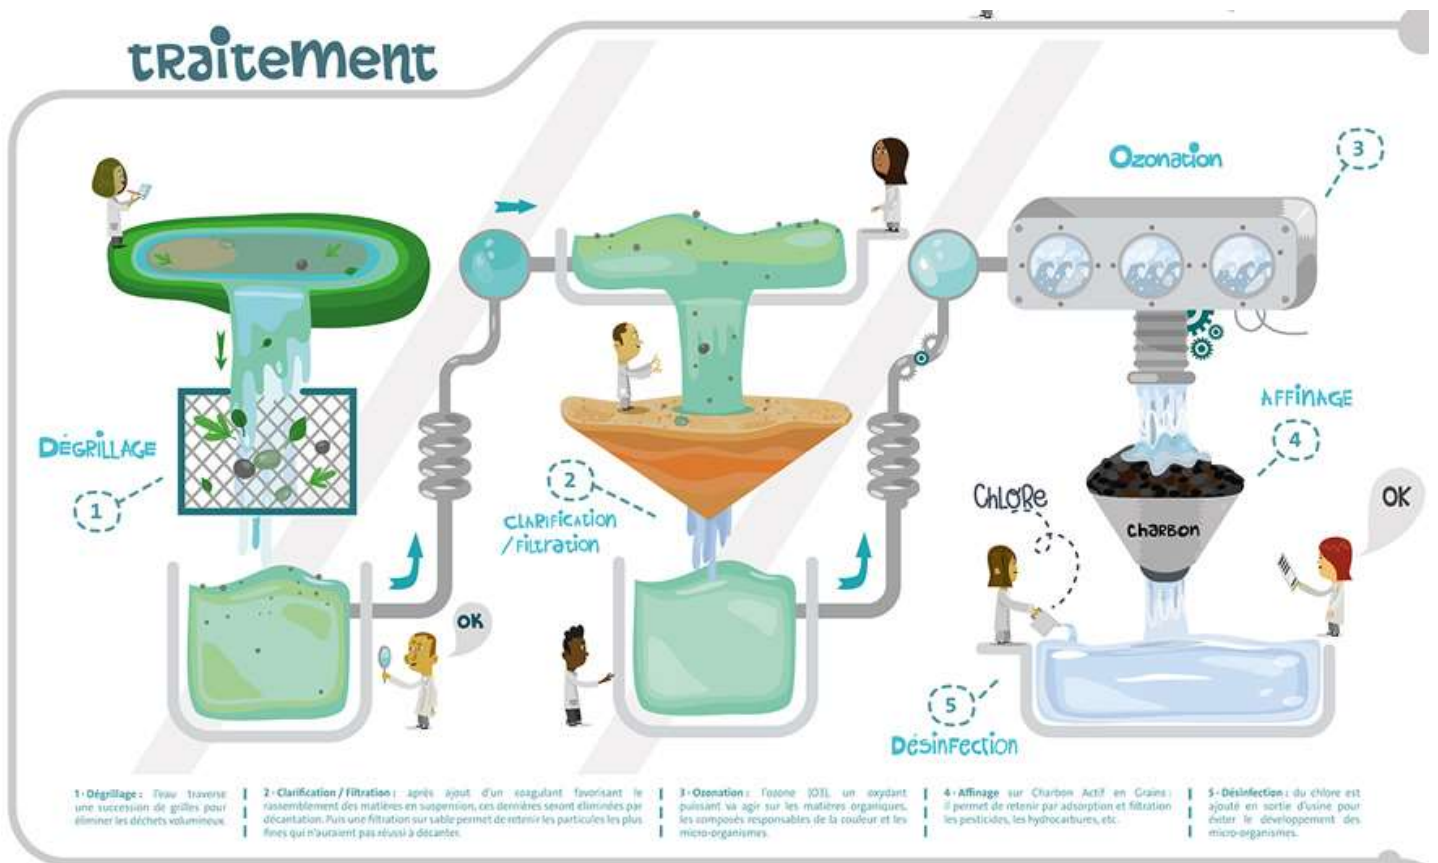 traitement
Ozonation
3
DÉGRILLAGE
1
AFFINAGE
4
2
CLARIFICATION
/ FILTRATION
CHLORE
CHARBON
OK
OK
5
Désinfection
1 - Dégrillage : l'eau traverse
une succession de grilles pour
éliminer les déchets volumineux.
2 - Clarification / Filtration : après ajout d'un coagulant favorisant le
rassemblement des matières en suspension, ces dernières seront éliminées par
décantation. Puis une filtration sur sable permet de retenir les particules les plus
fines qui n'auraient pas réussi à décanter.
3 - Ozonation : l'ozone (O3), un oxydant
puissant va agir sur les matières organiques,
les composés responsables de la couleur et les
micro-organismes.
4 - Affinage sur Charbon Actif en Grains :
il permet de retenir par adsorption et filtration
les pesticides, les hydrocarbures, etc.
5 - Désinfection : du chlore est
ajouté en sortie d'usine pour
éviter le développement des
micro-organismes.